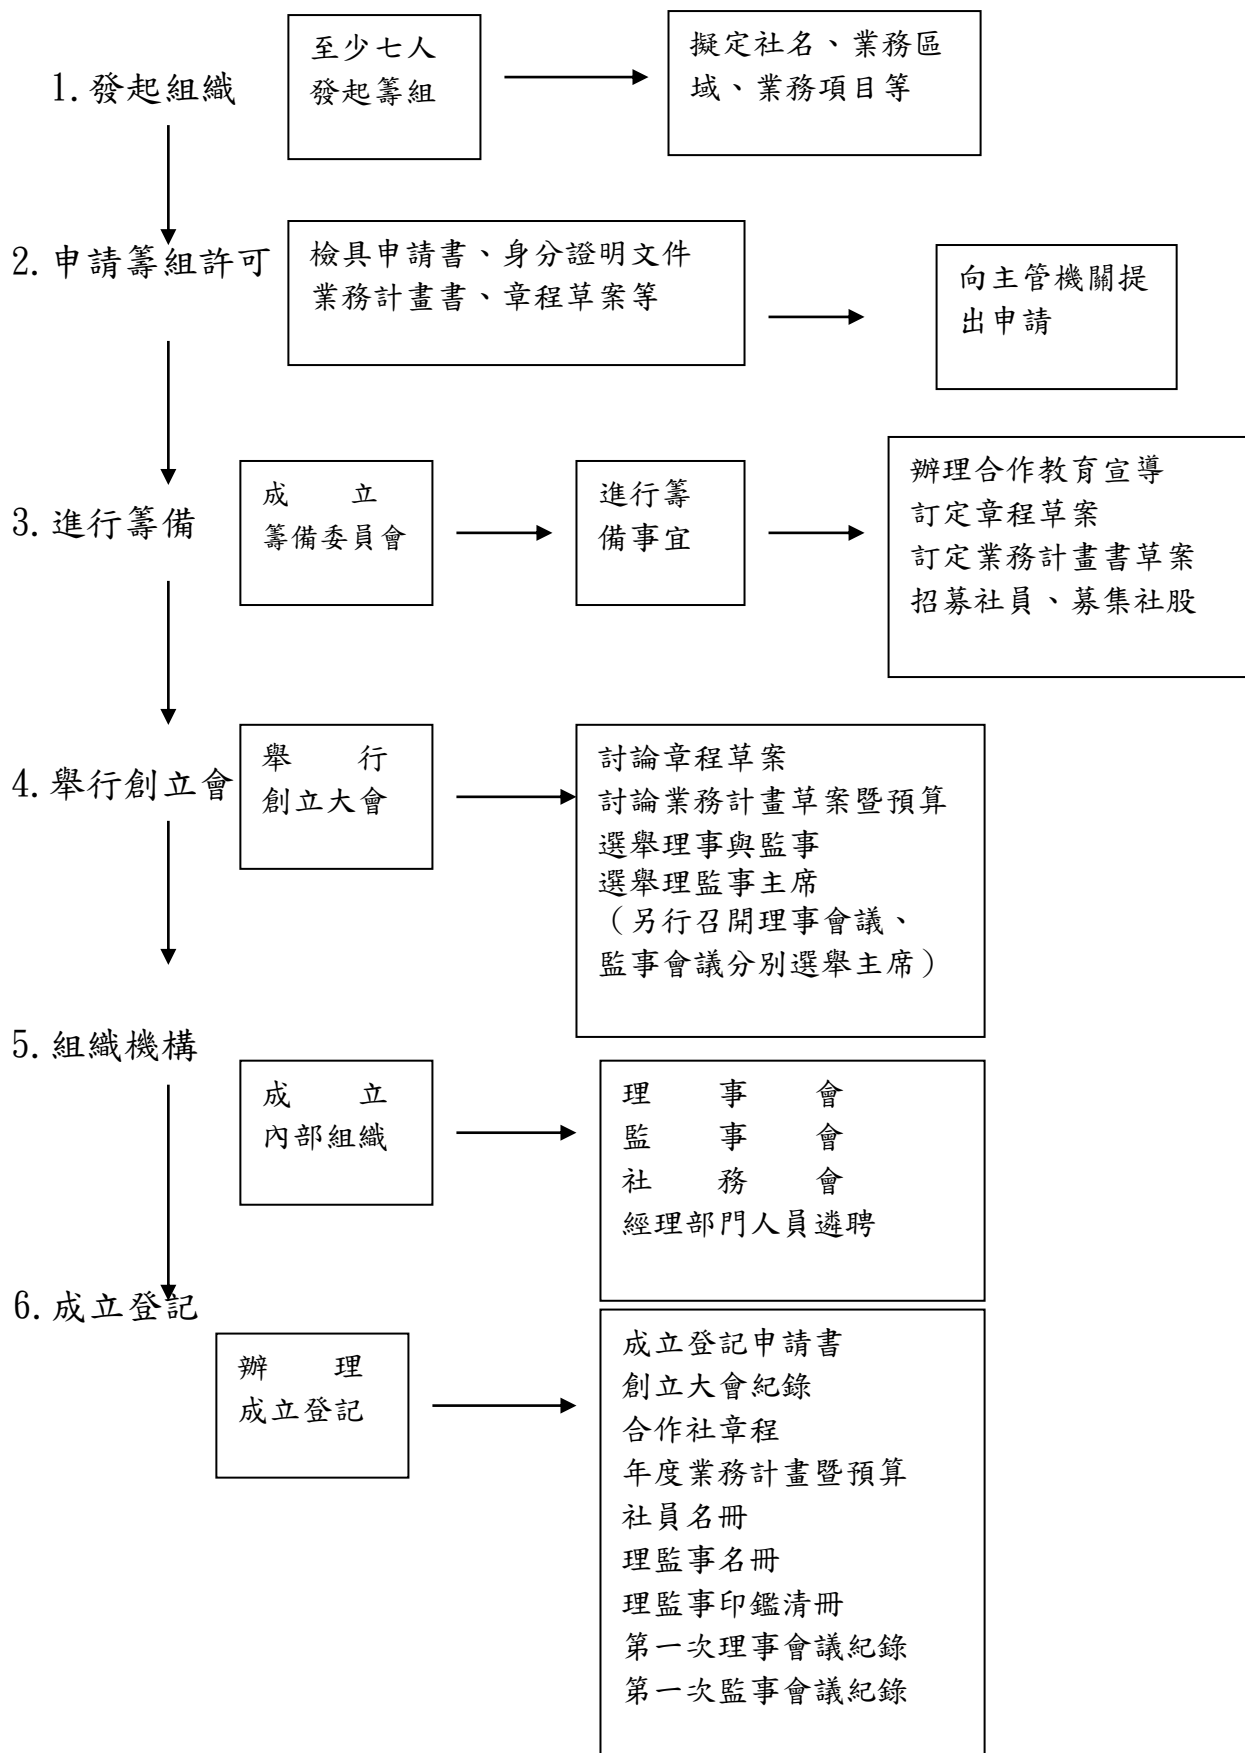 1.發起組織
至少七人
發起籌組
擬定社名、業務區
域、業務項目等
2.申請籌組許可
檢具申請書、身分證明文件
業務計畫書、章程草案等
向主管機關提
出申請
3.進行籌備
成 立
籌備委員會
進行籌
備事宜
辦理合作教育宣導
訂定章程草案
訂定業務計畫書草案
招募社員、募集社股
4.舉行創立會
舉 行
創立大會
討論章程草案
討論業務計畫草案暨預算
選舉理事與監事
選舉理監事主席
（另行召開理事會議、
監事會議分別選舉主席）
5.組織機構
成 立
內部組織
理 事 會
監 事 會
社 務 會
經理部門人員遴聘
6.成立登記
辦 理
成立登記
成立登記申請書
創立大會紀錄
合作社章程
年度業務計畫暨預算
社員名冊
理監事名冊
理監事印鑑清冊
第一次理事會議紀錄
第一次監事會議紀錄